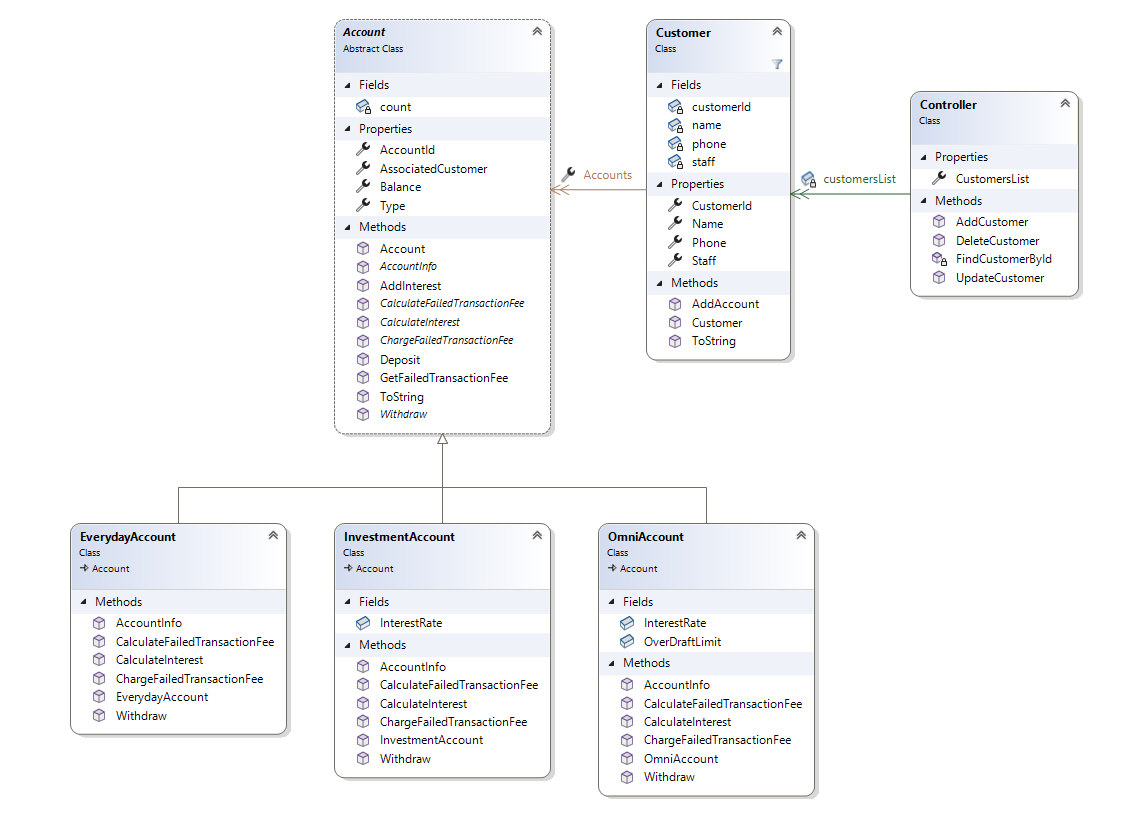 Account
Abstract Class
Fields
count
Properties
AccountId
AssociatedCustomer
Balance
Type
Methods
Account
AccountInfo
AddInterest
CalculateFailedTransactionFee
CalculateInterest
ChargeFailedTransactionFee
Deposit
GetFailedTransactionFee
ToString
Withdraw
Accounts
Customer
Class
Fields
customerId
name
phone
staff
Properties
CustomerId
Name
Phone
Staff
Methods
AddAccount
Customer
ToString
customersList
Controller
Class
Properties
CustomersList
Methods
AddCustomer
DeleteCustomer
FindCustomerById
UpdateCustomer
EverydayAccount
Class
Account
Methods
AccountInfo
CalculateFailedTransactionFee
CalculateInterest
ChargeFailedTransactionFee
EverydayAccount
Withdraw
InvestmentAccount
Class
Account
Fields
InterestRate
Methods
AccountInfo
CalculateFailedTransactionFee
CalculateInterest
ChargeFailedTransactionFee
InvestmentAccount
Withdraw
OmniAccount
Class
Account
Fields
InterestRate
OverDraftLimit
Methods
AccountInfo
CalculateFailedTransactionFee
CalculateInterest
ChargeFailedTransactionFee
OmniAccount
Withdraw